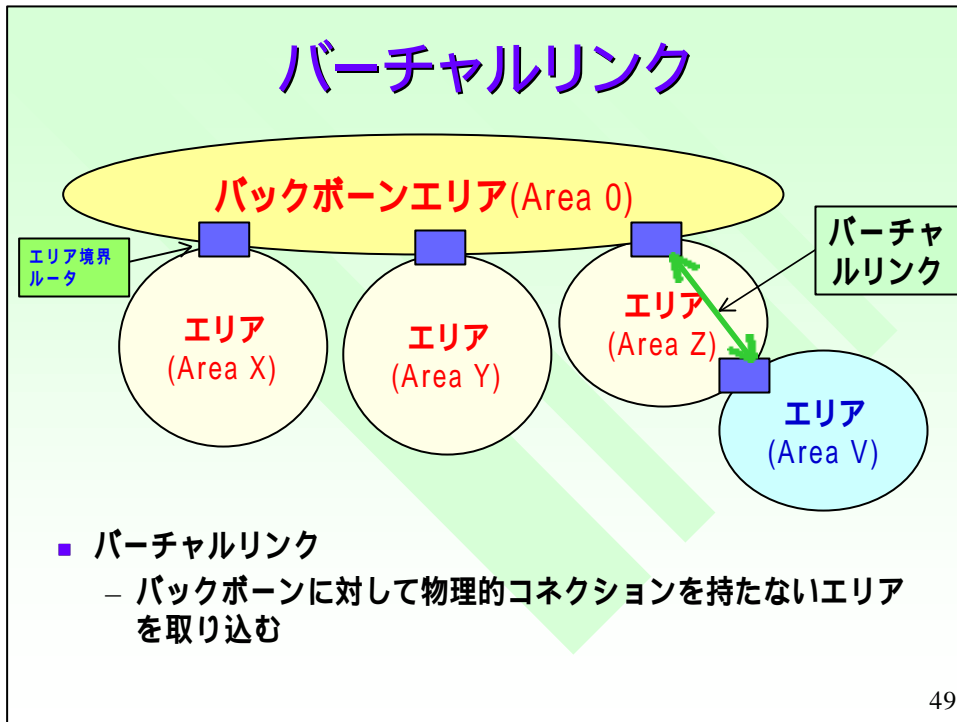 バーチャルリンク
バックボーンエリア(Area 0)
エリア境界
ルータ
バーチャ
ルリンク
エリア
(Area X)
エリア
(Area Y)
エリア
(Area Z)
エリア
(Area V)
バーチャルリンク
– バックボーンに対して物理的コネクションを持たないエリア
を取り込む
49